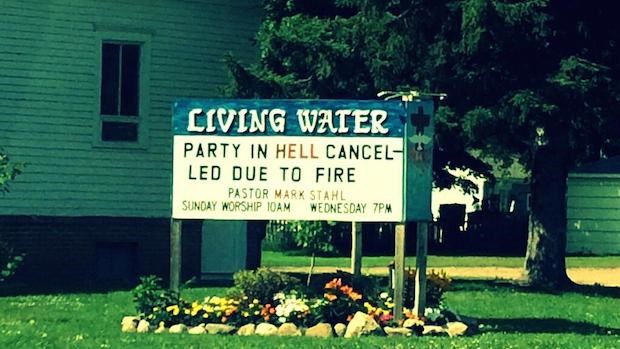 LIVING WATER
PARTY IN HELL CANCEL-
LED DUE TO FIRE
PASTOR MARK STAHL
SUNDAY WORSHIP 10AM WEDNESDAY 7PM